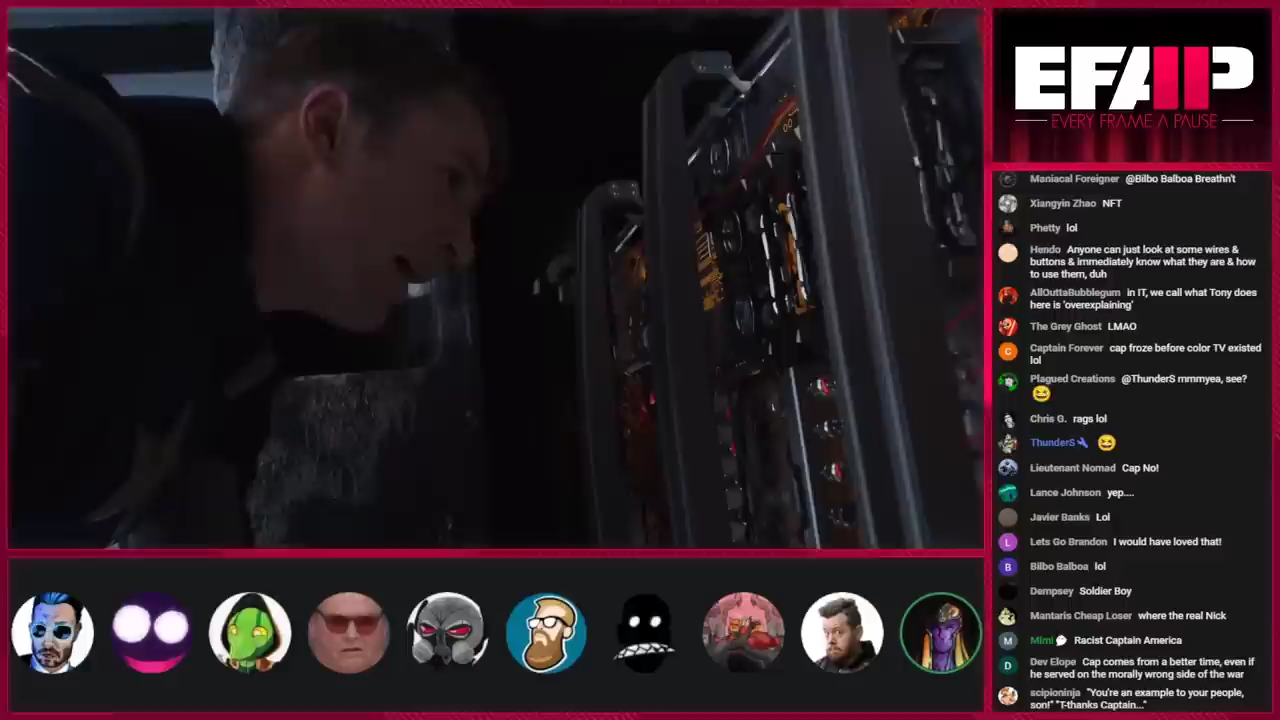 EFAP
EVERY FRAME A PAUSE
Maniacal Foreigner @Bilbo Balboa Breathn't
Xiangyin Zhao NFT
Phetty lol
Hendo Anyone can just look at some wires &
buttons & immediately know what they are & how
to use them, duh
AllOuttaBubblegum in IT, we call what Tony does
here is 'overexplaining'
The Grey Ghost LMAO
C Captain Forever cap froze before color TV existed
lol
Plagued Creations @ThunderS mmmyea, see?
😆
Chris G. rags lol
ThunderS 😆
Lieutenant Nomad Cap No!
Lance Johnson yep....
Javier Banks Lol
L Lets Go Brandon I would have loved that!
B Bilbo Balboa lol
Dempsey Soldier Boy
Mantaris Cheap Loser where the real Nick
M Mimi Racist Captain America
D Dev Elope Cap comes from a better time, even if
he served on the morally wrong side of the war
scipioninja "You're an example to your people,
son!" "T-thanks Captain..."